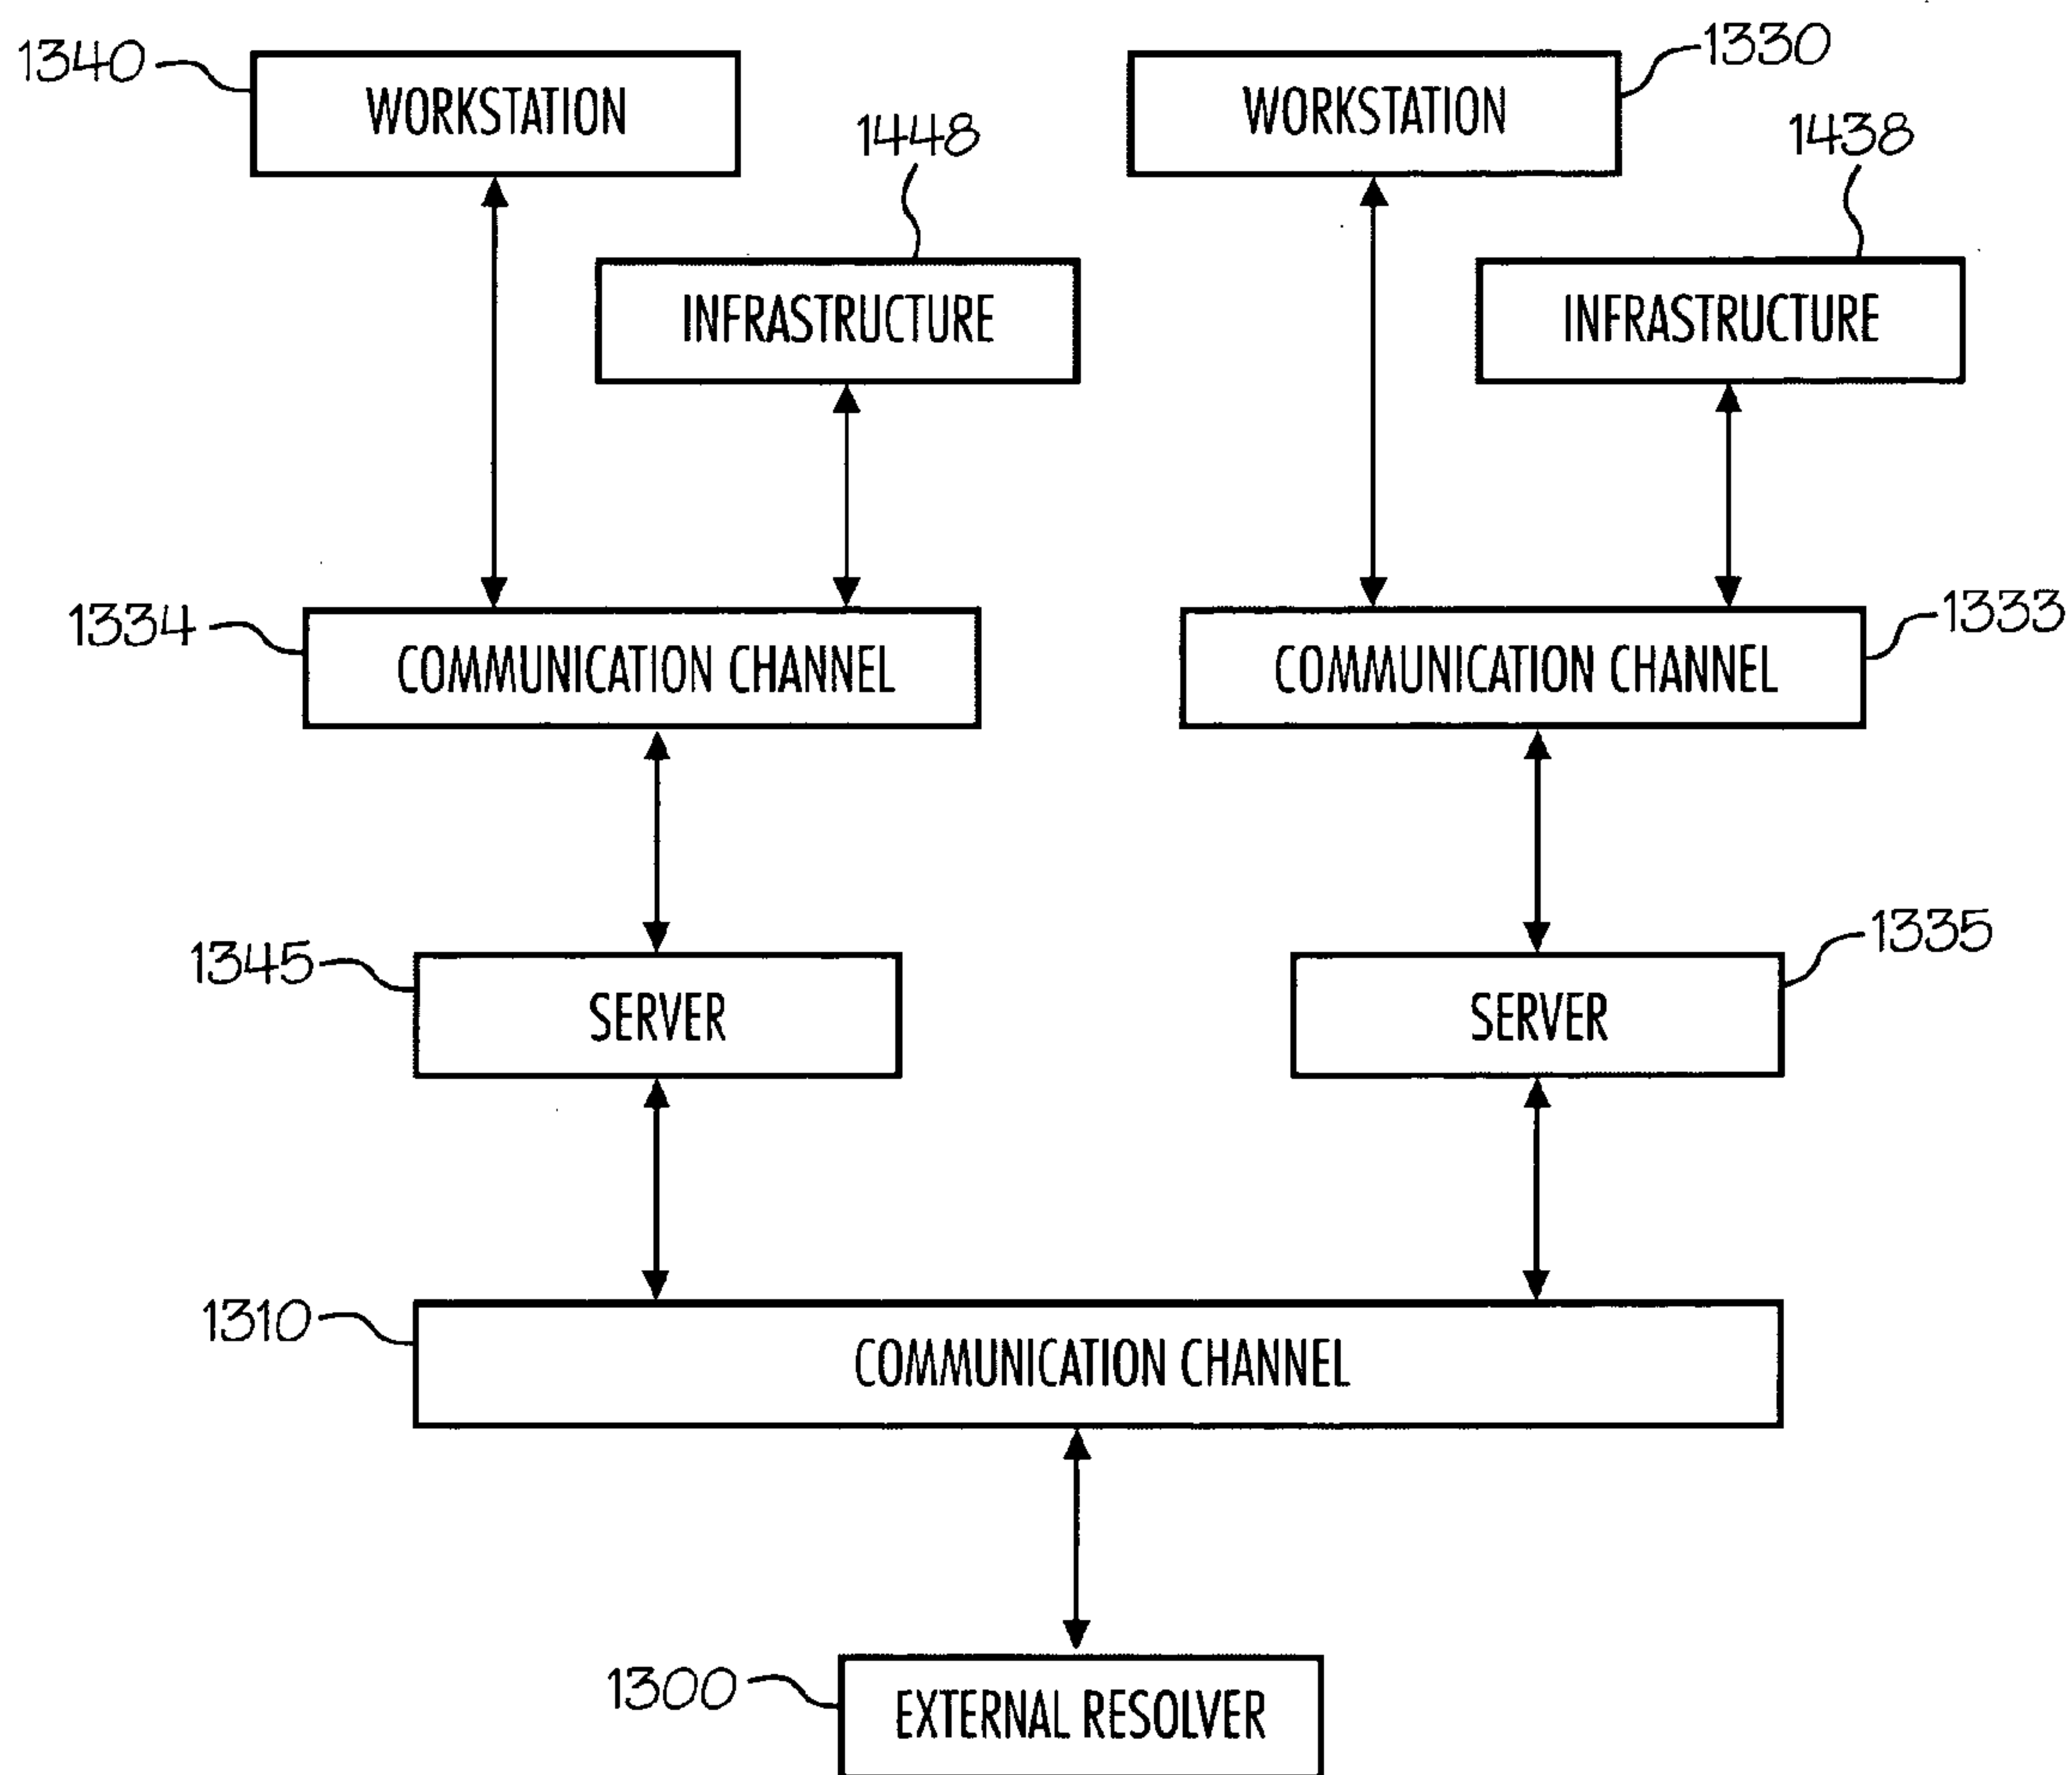 1340
WORKSTATION
WORKSTATION
1330
1448
INFRASTRUCTURE
1438
INFRASTRUCTURE
1334
COMMUNICATION CHANNEL
COMMUNICATION CHANNEL
1333
1345
SERVER
SERVER
1335
1310
COMMUNICATION CHANNEL
1300
EXTERNAL RESOLVER